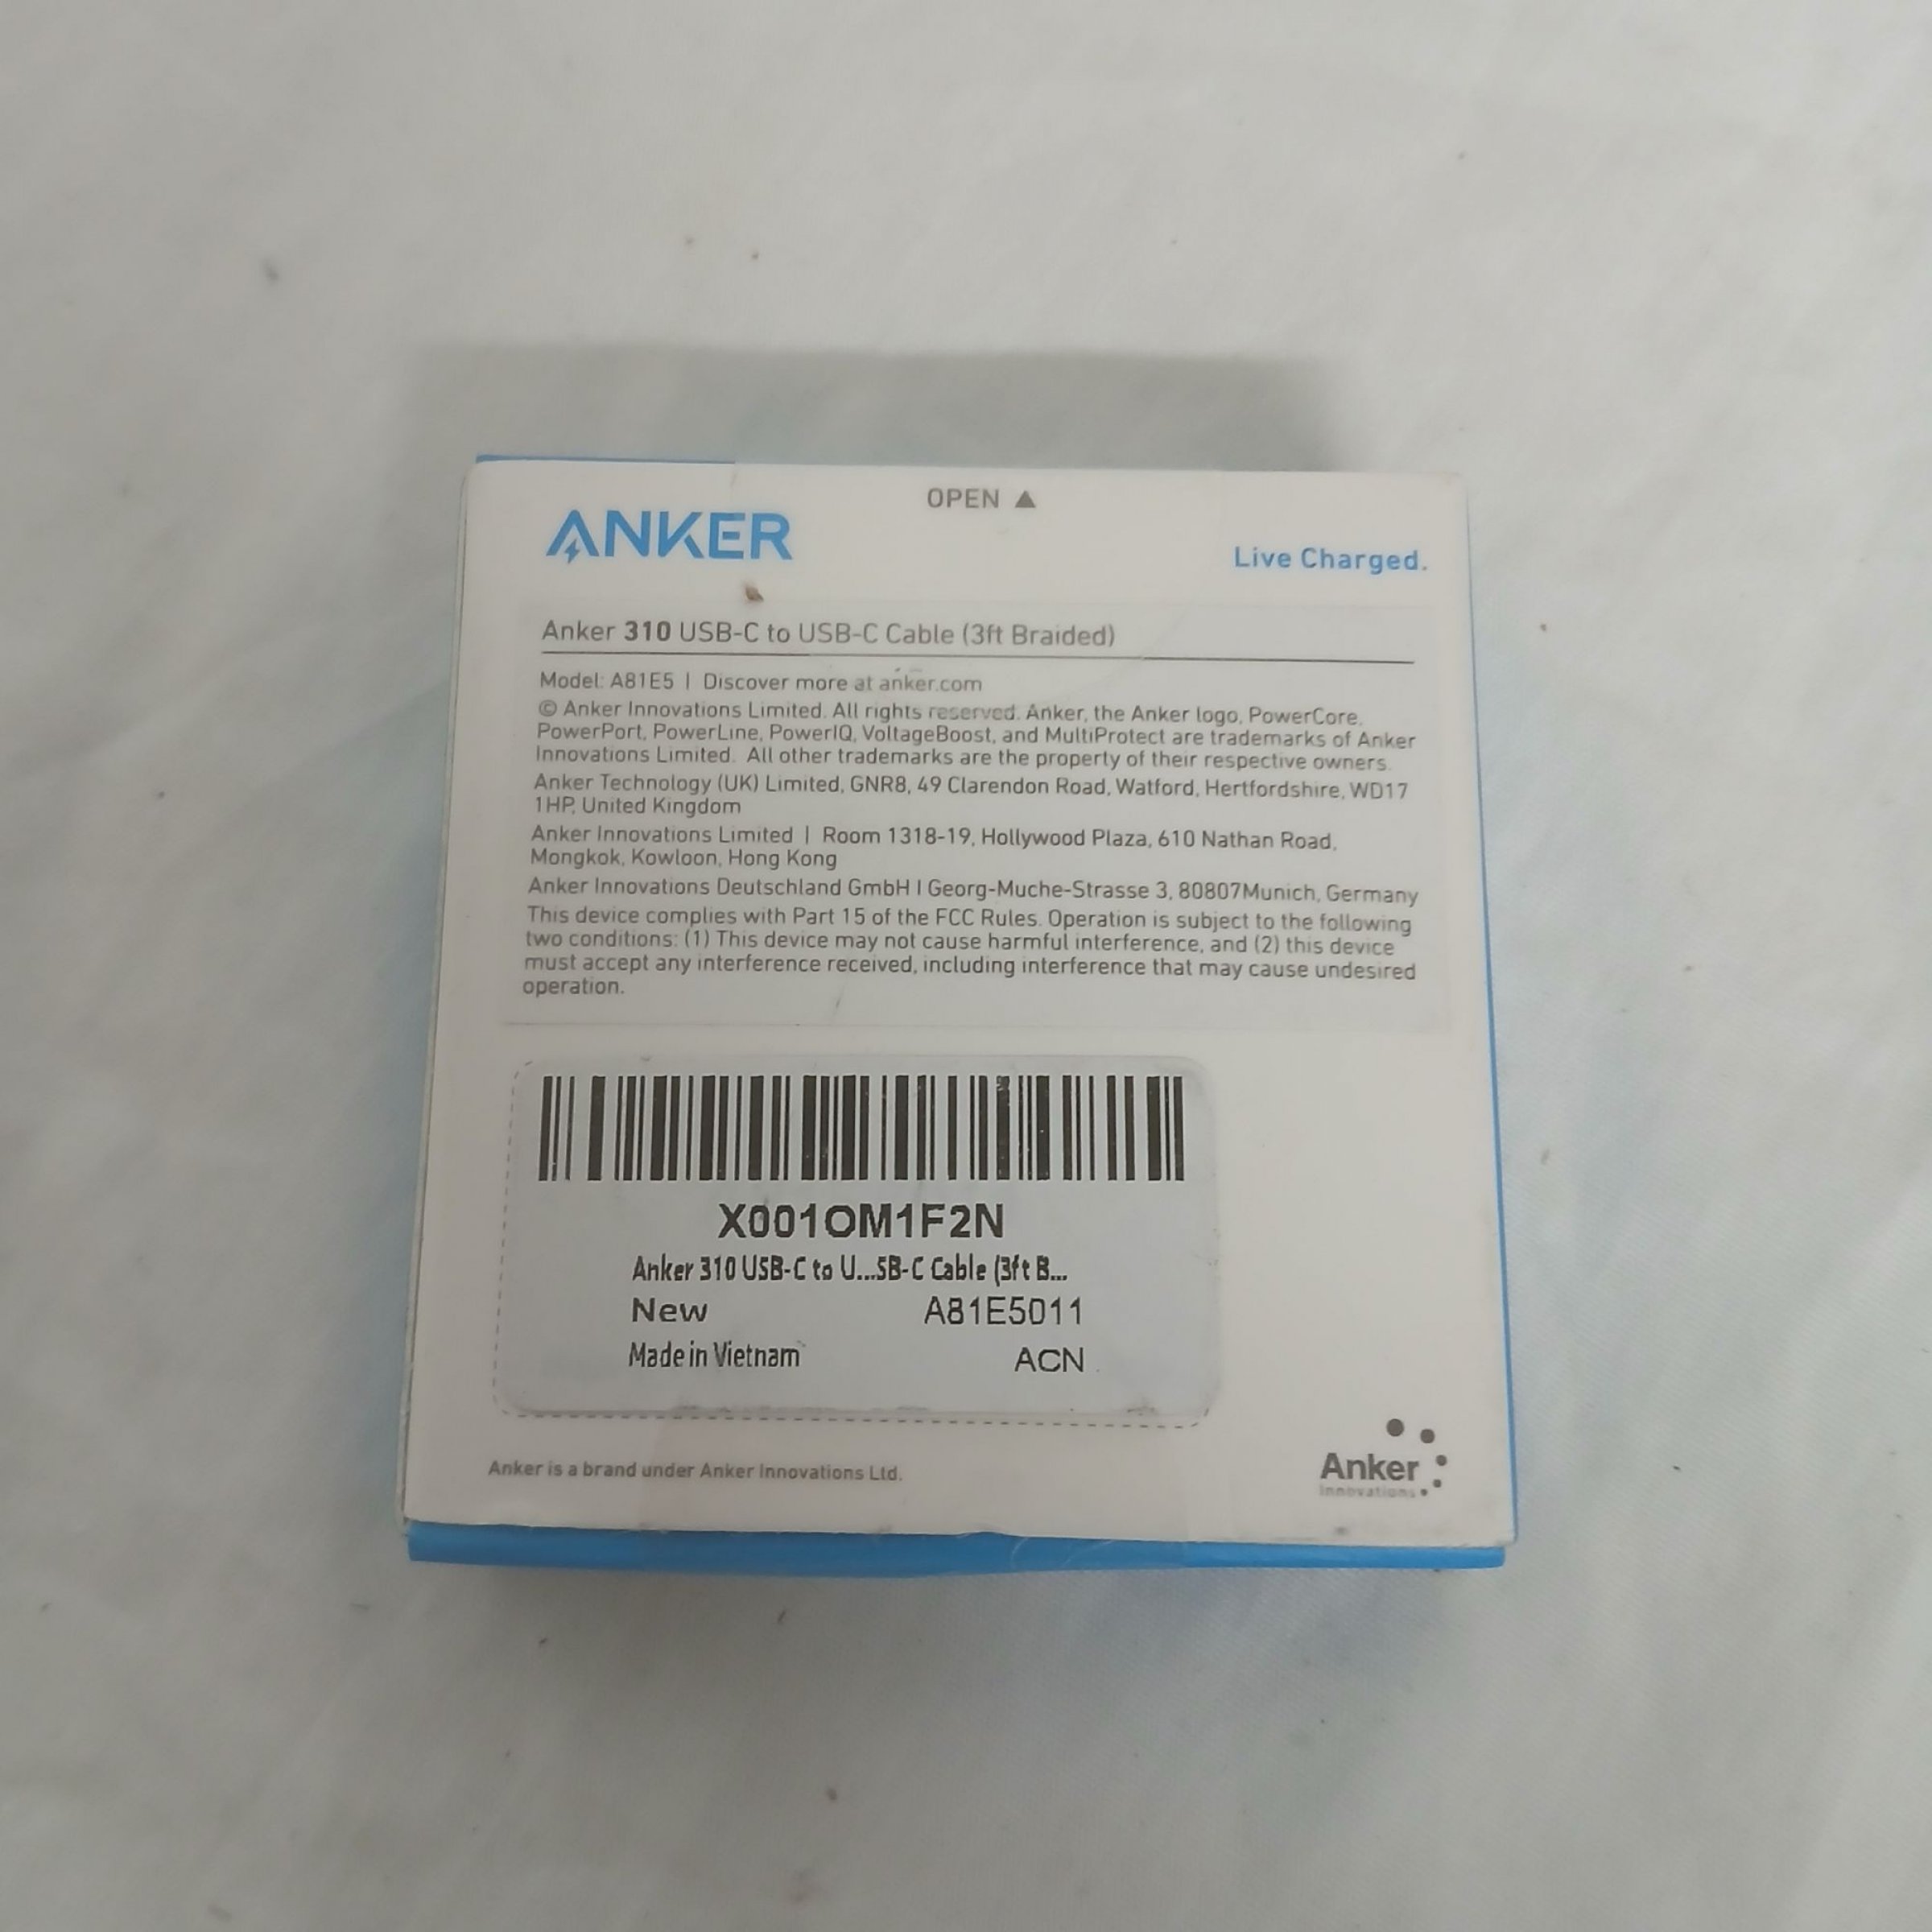 OPEN ▲
ANKER
Live Charged.
Anker 310 USB-C to USB-C Cable (3ft Braided)
Model: A81E5 | Discover more at anker.com
© Anker Innovations Limited. All rights reserved. Anker, the Anker logo, PowerCore,
PowerPort, PowerLine, PowerIQ, VoltageBoost, and MultiProtect are trademarks of Anker
Innovations Limited. All other trademarks are the property of their respective owners.
Anker Technology (UK) Limited, GNR8, 49 Clarendon Road, Watford, Hertfordshire, WD17
1HP, United Kingdom
Anker Innovations Limited | Room 1318-19, Hollywood Plaza, 610 Nathan Road,
Mongkok, Kowloon, Hong Kong
Anker Innovations Deutschland GmbH I Georg-Muche-Strasse 3, 80807Munich, Germany
This device complies with Part 15 of the FCC Rules. Operation is subject to the following
two conditions: (1) This device may not cause harmful interference, and (2) this device
must accept any interference received, including interference that may cause undesired
operation.
X001OM1F2N
Anker 310 USB-C to U...SB-C Cable (3ft B...
New A81E5011
Made in Vietnam ACN
Anker is a brand under Anker Innovations Ltd.
Anker
Innovations